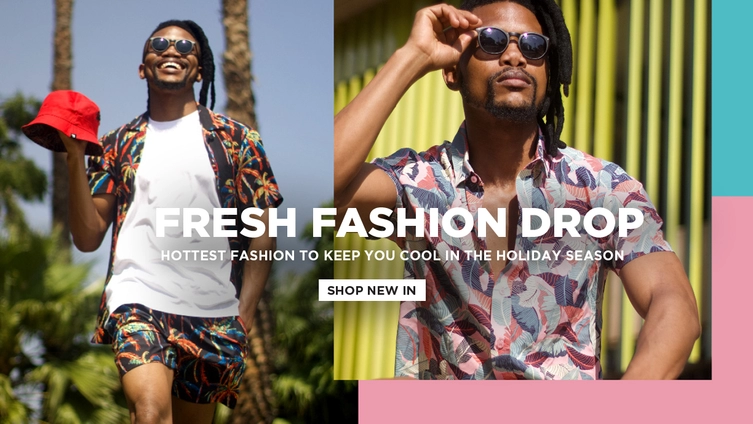 FRESH FASHION DROP
HOTTEST FASHION TO KEEP YOU COOL IN THE HOLIDAY SEASON
SHOP NEW IN